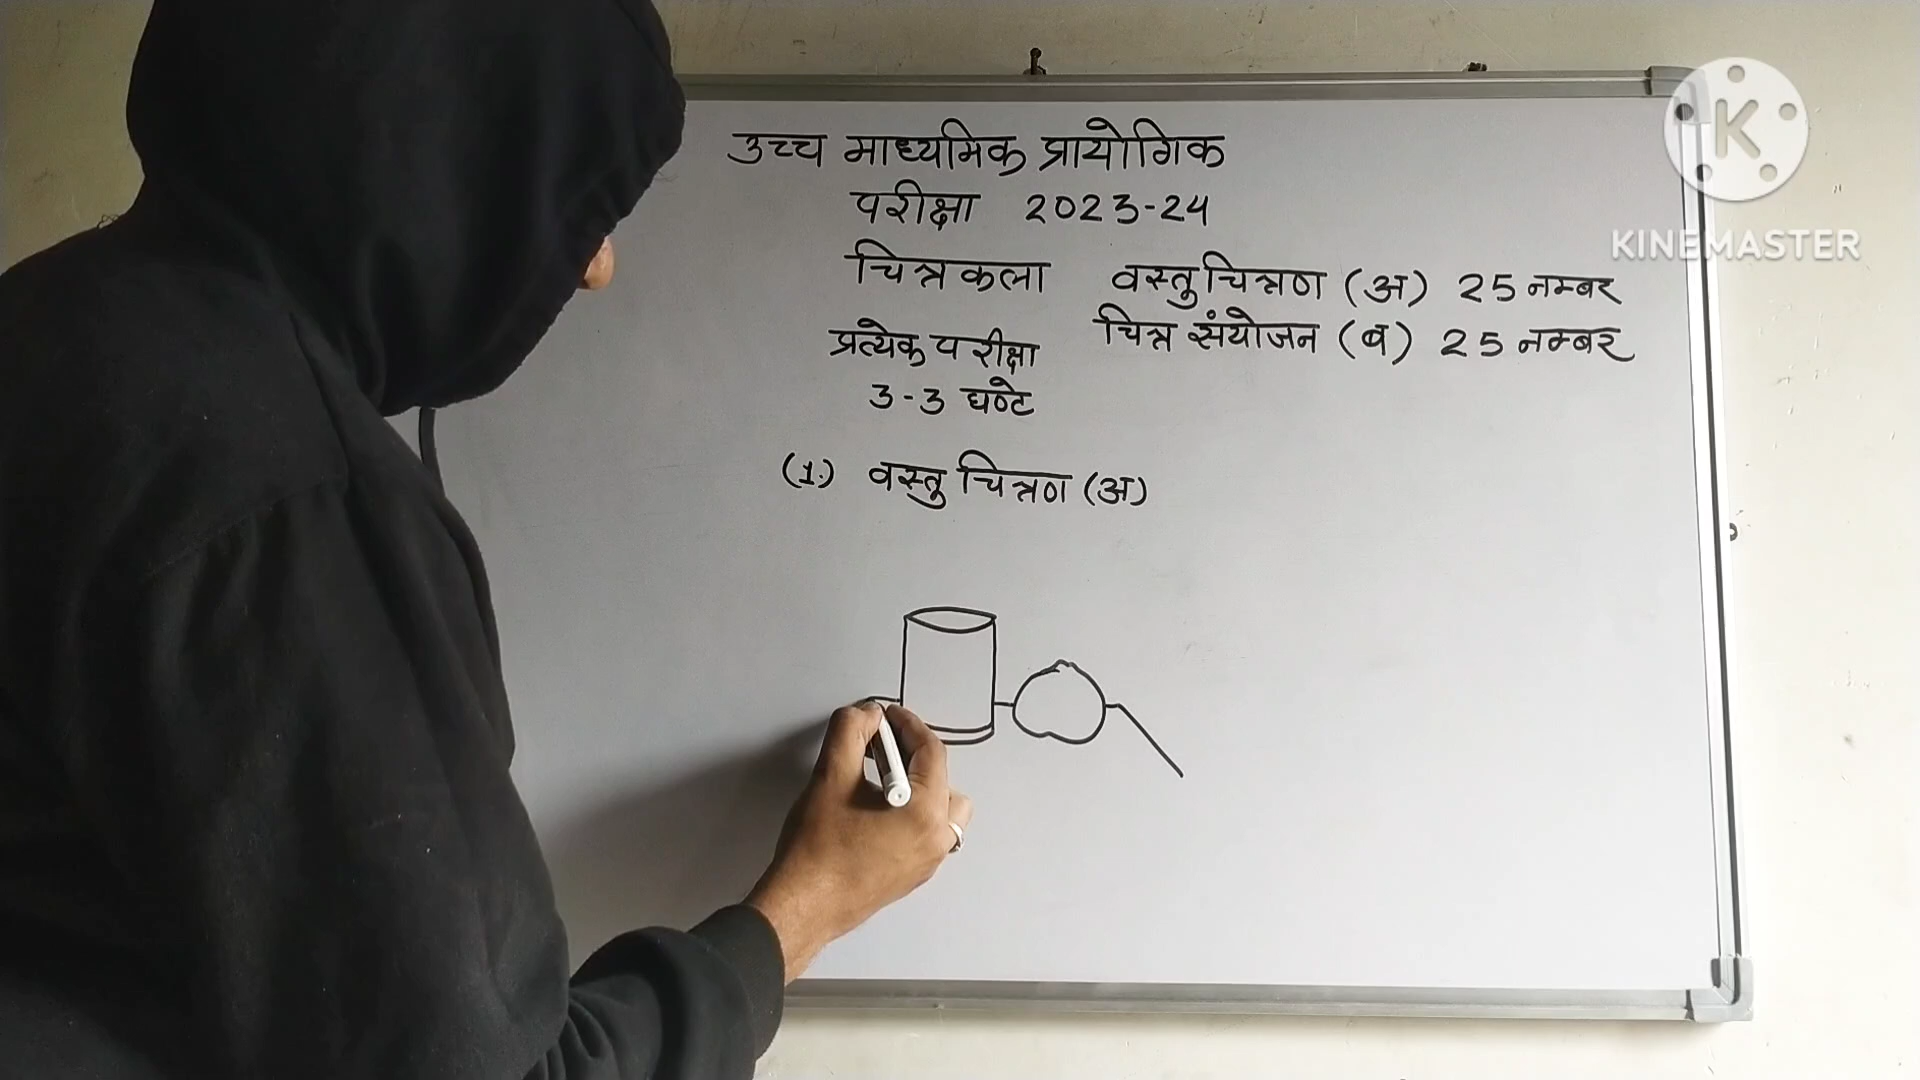 उच्च माध्यमिक प्रायोगिक
परीक्षा 2023-24
चित्रकला
वस्तु चित्रण (अ) 25 नम्बर
चित्र संयोजन (ब) 25 नम्बर
प्रत्येक परीक्षा
3-3 घण्टे
(1.) वस्तु चित्रण (अ)
K
KINEMASTER